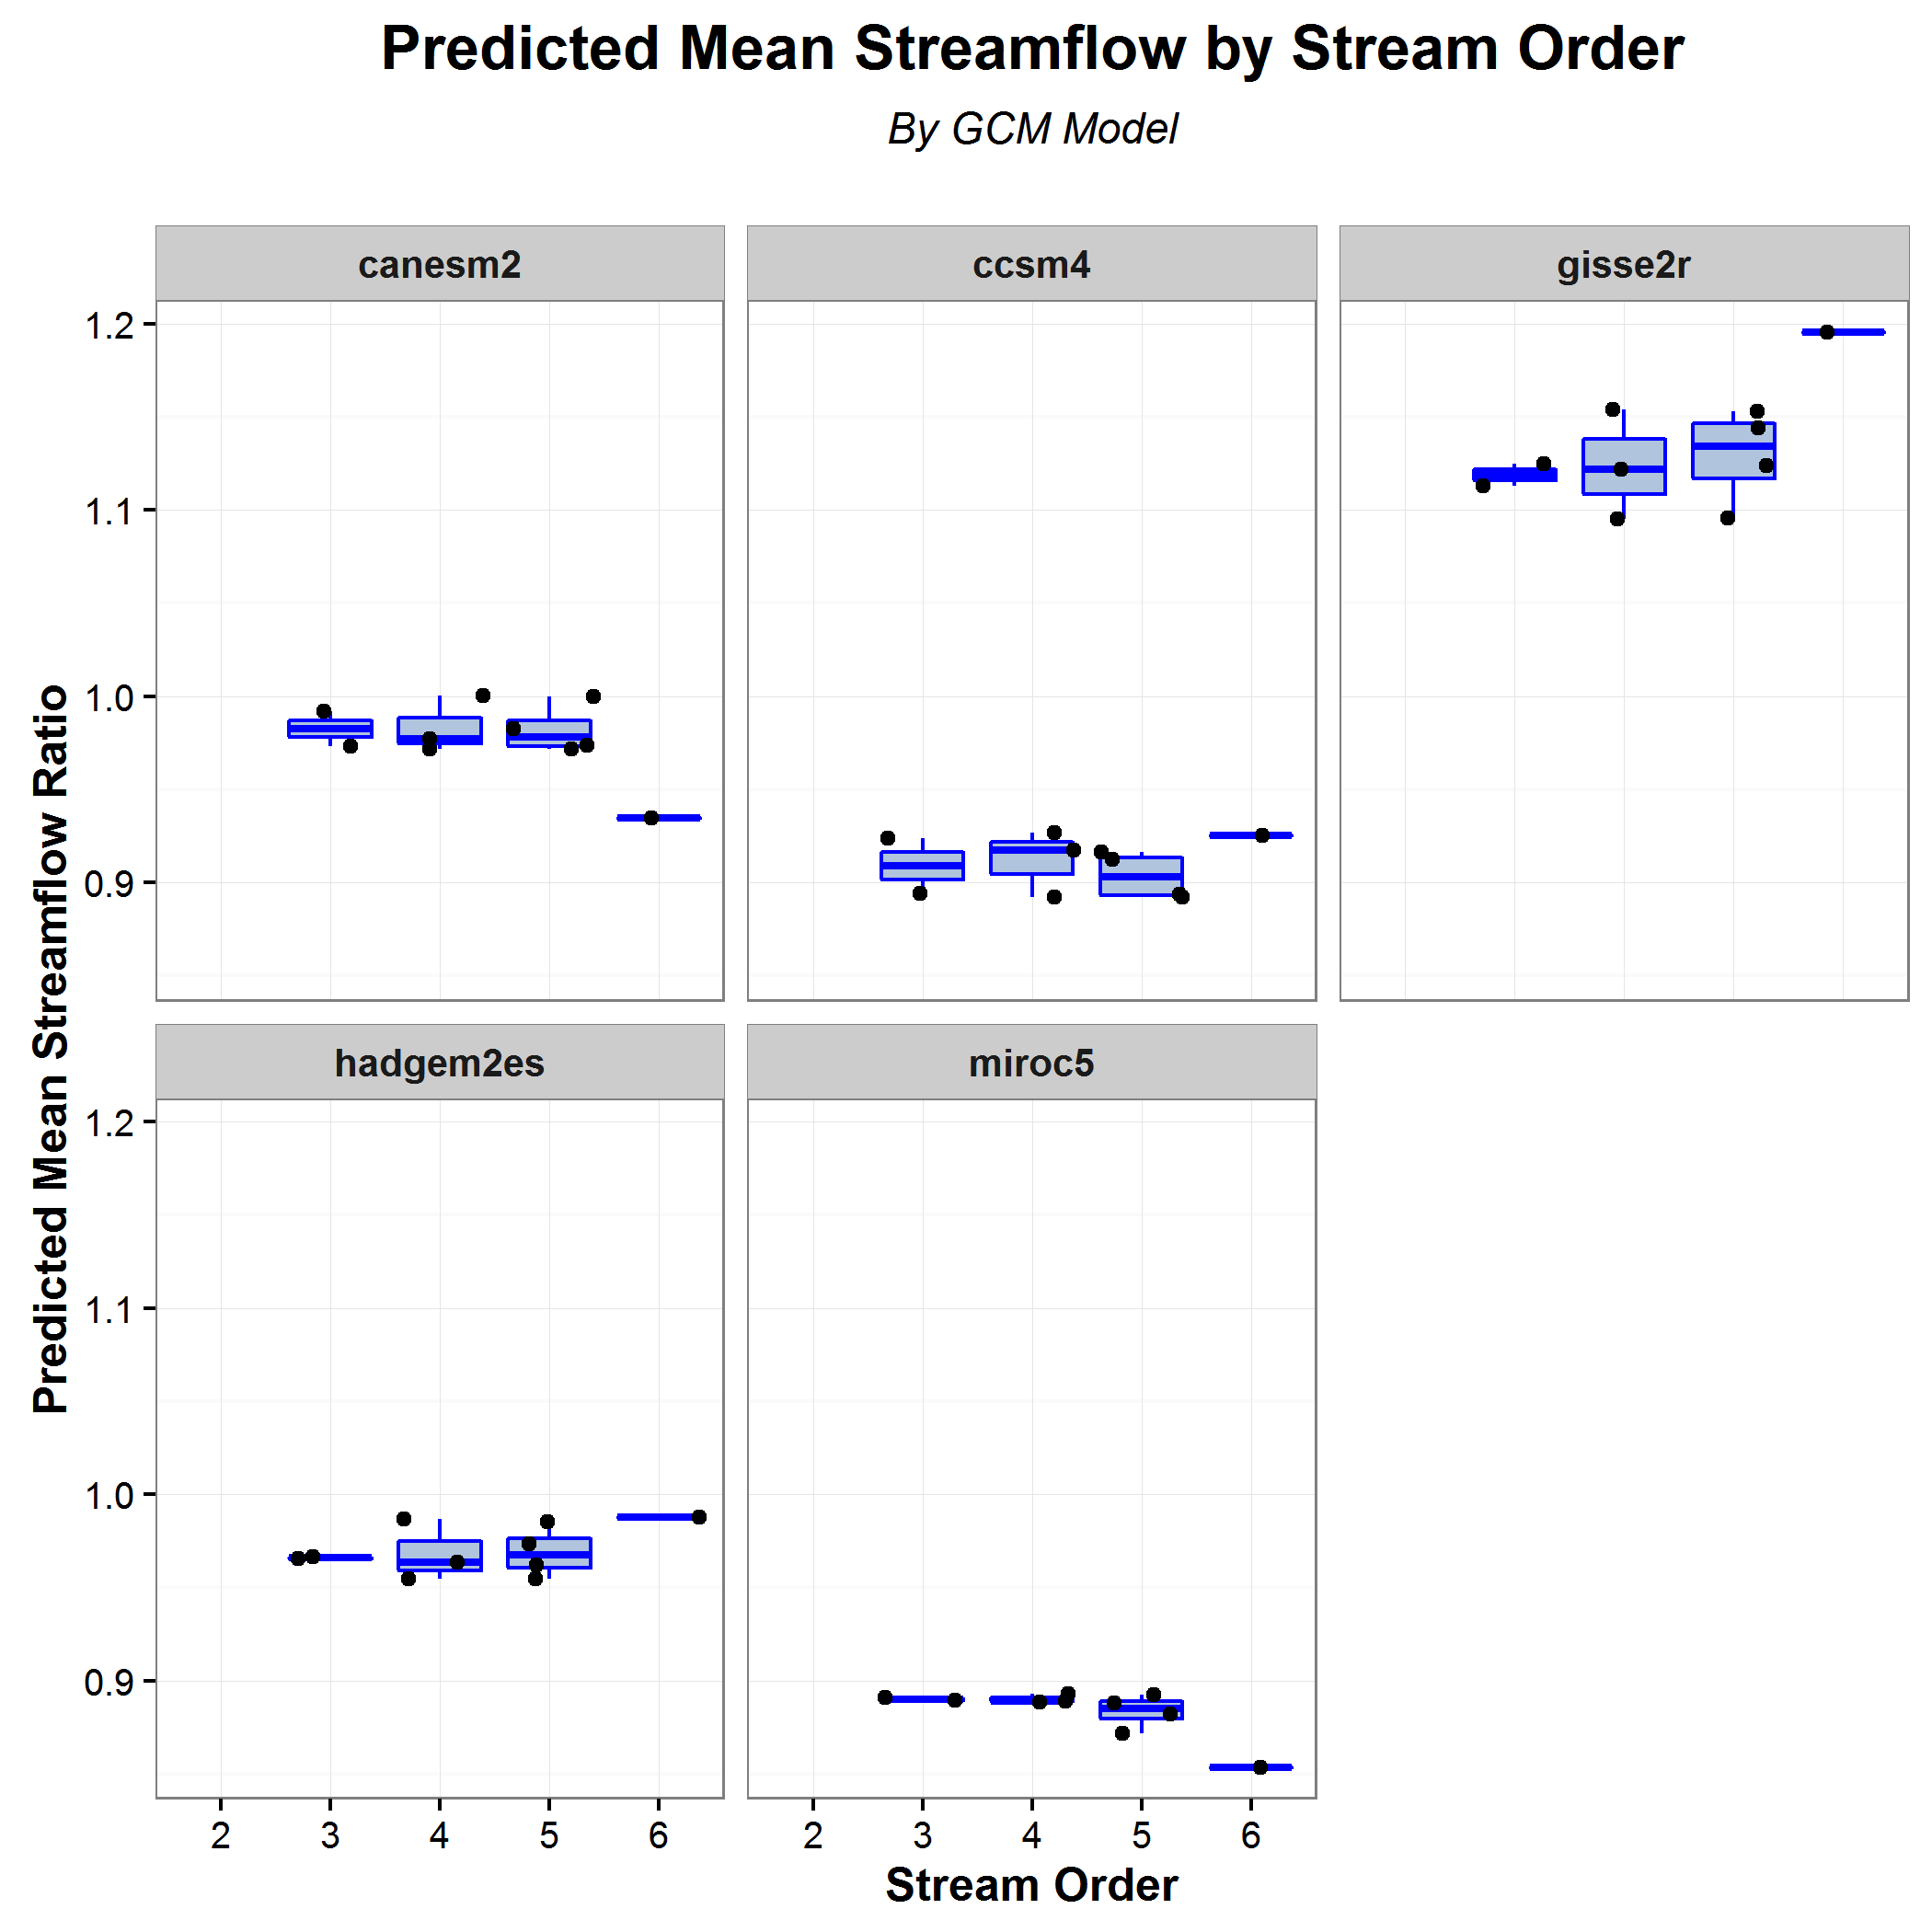 Predicted Mean Streamflow by Stream Order
By GCM Model
canesm2
ccsm4
gisse2r
1.2
1.1
1.0
0.9
Predicted Mean Streamflow Ratio
hadgem2es
miroc5
1.2
1.1
1.0
0.9
2 3 4 5 6
2 3 4 5 6
Stream Order